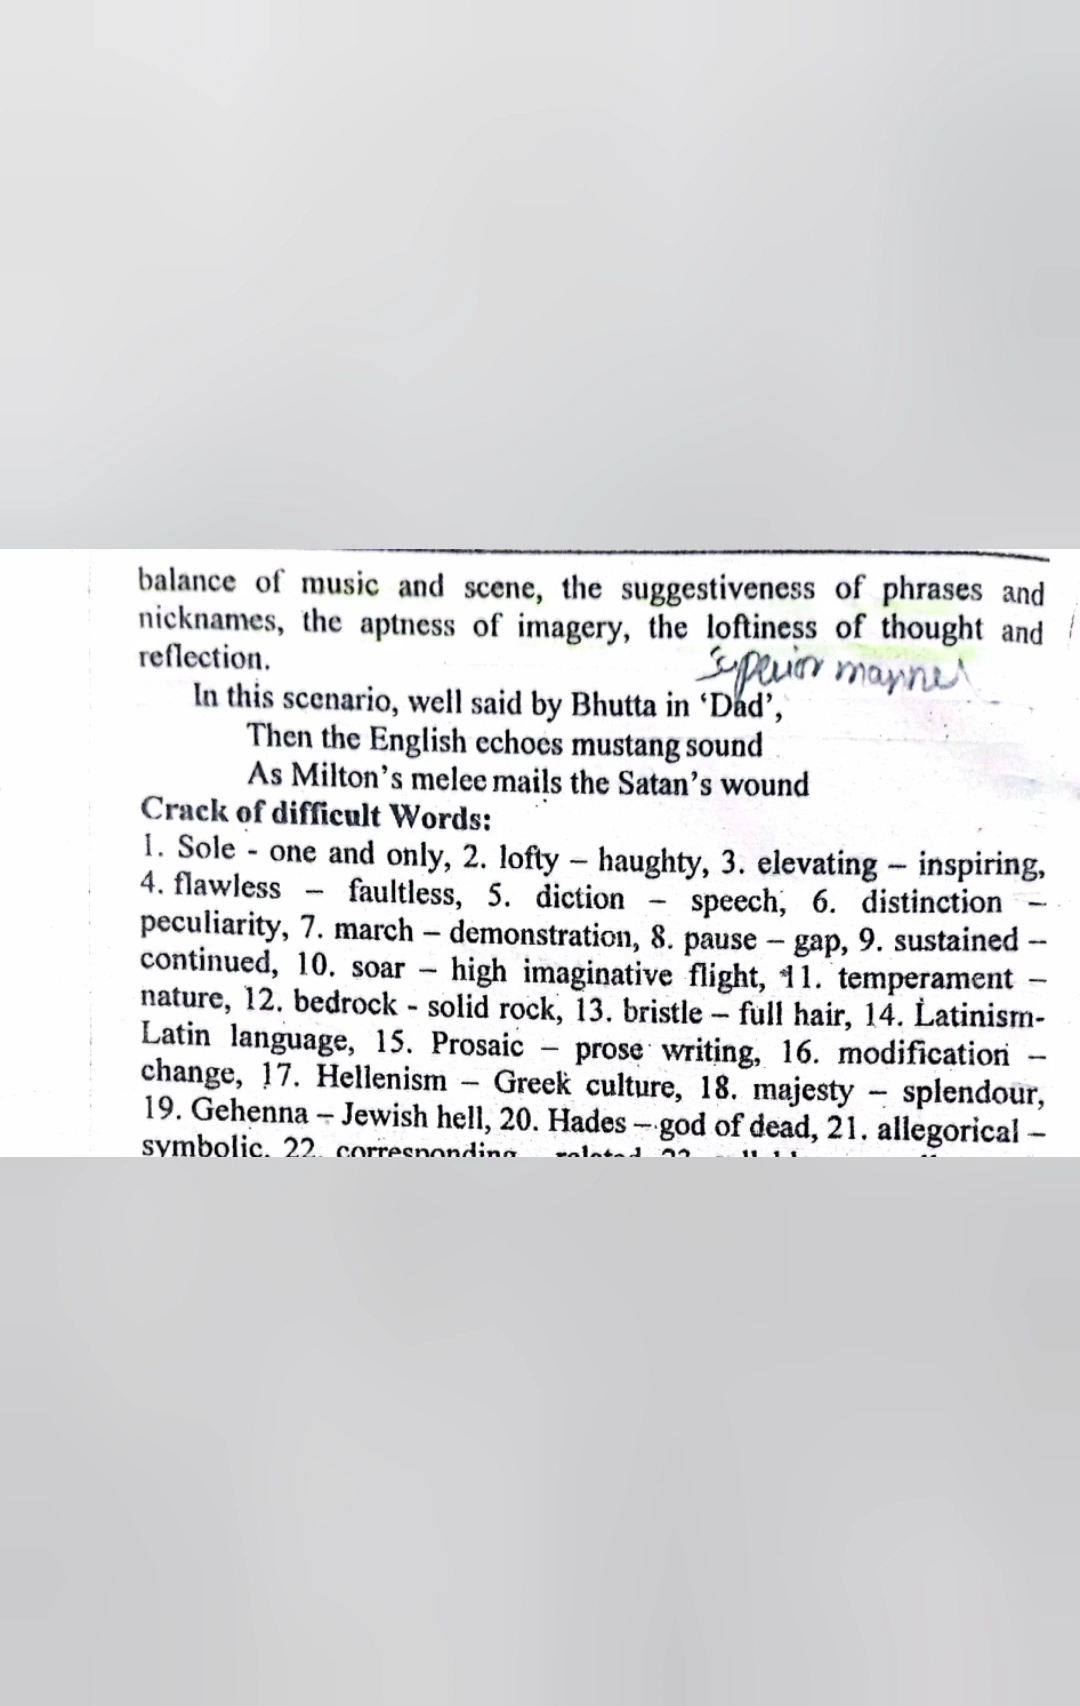 balance of music and scene, the suggestiveness of phrases and
nicknames, the aptness of imagery, the loftiness of thought and
reflection.
Superior manner
In this scenario, well said by Bhutta in ‘Dad’,
Then the English echoes mustang sound
As Milton’s melee mails the Satan’s wound
Crack of difficult Words:
1. Sole - one and only, 2. lofty – haughty, 3. elevating – inspiring,
4. flawless – faultless, 5. diction – speech, 6. distinction –
peculiarity, 7. march – demonstration, 8. pause – gap, 9. sustained –
continued, 10. soar – high imaginative flight, 11. temperament –
nature, 12. bedrock - solid rock, 13. bristle – full hair, 14. Latinism-
Latin language, 15. Prosaic – prose writing, 16. modification –
change, 17. Hellenism – Greek culture, 18. majesty – splendour,
19. Gehenna – Jewish hell, 20. Hades – god of dead, 21. allegorical –
symbolic, 22. corresponding – related, 23.